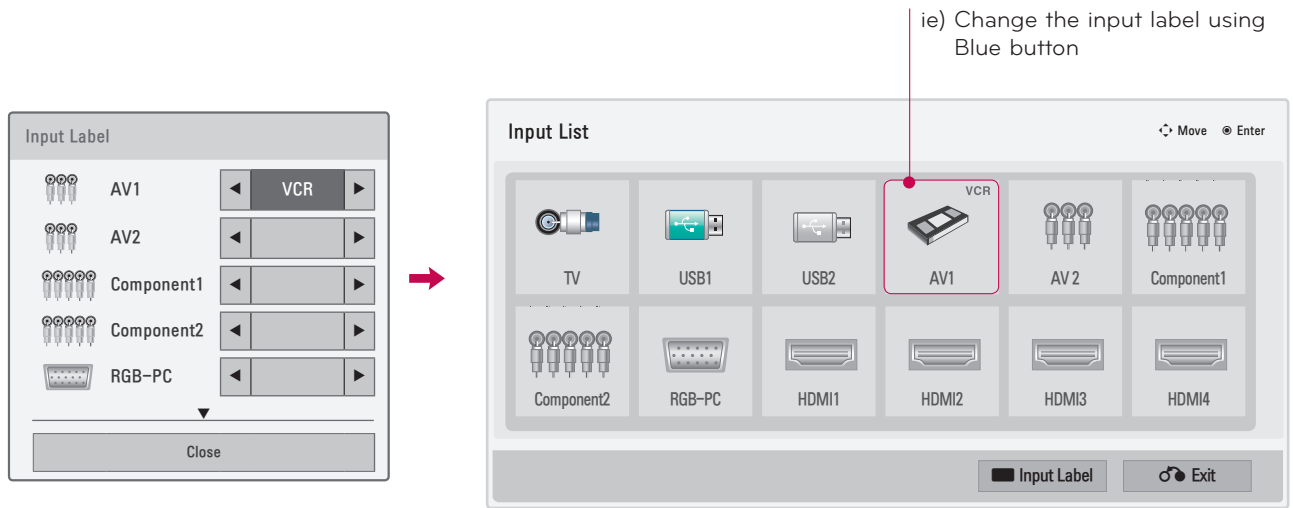 ie) Change the input label using
Blue button
Input Label
AV1 ◀ VCR ▶
AV2 ◀ ▶
Component1 ◀ ▶
Component2 ◀ ▶
RGB-PC ◀ ▶
▼
Close
Input List
Move ◉ Enter
VCR
TV USB1 USB2 AV1 AV 2 Component1
Component2 RGB-PC HDMI1 HDMI2 HDMI3 HDMI4
Input Label Exit